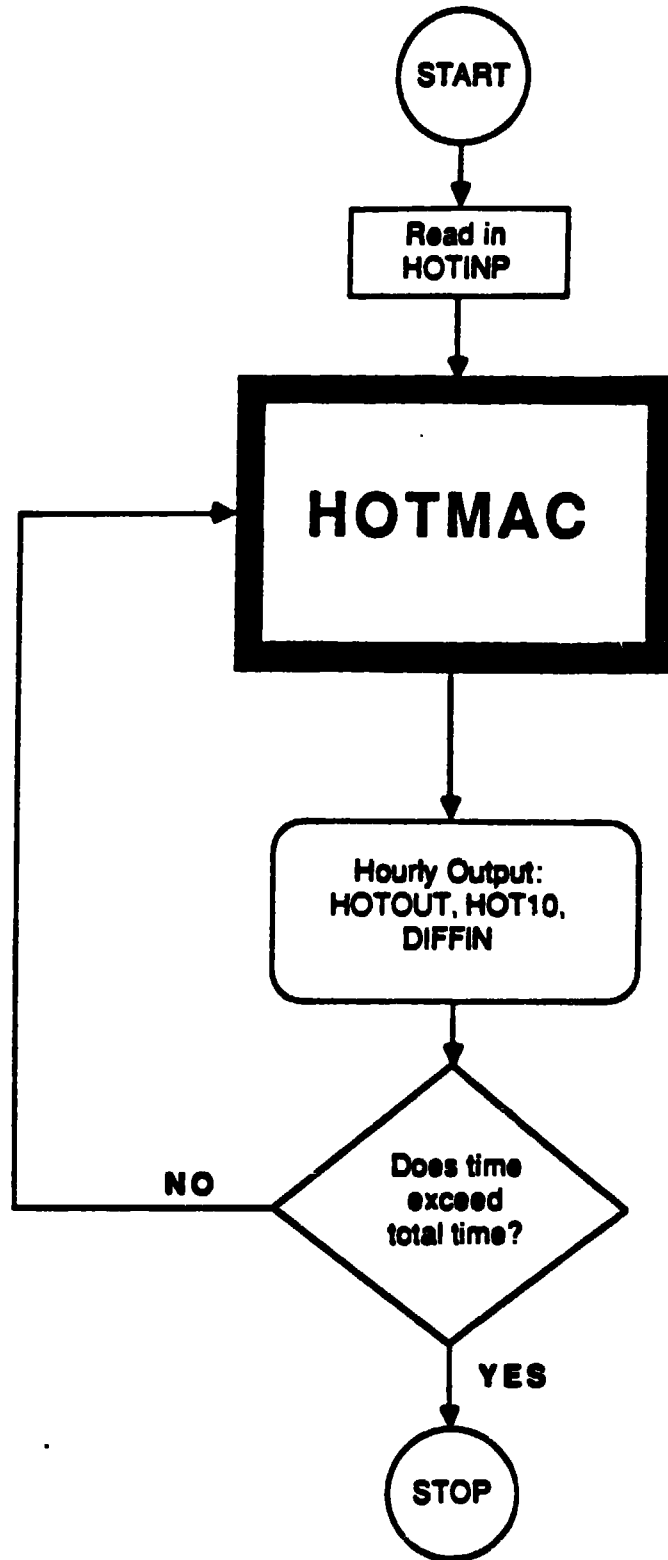 START
Read in
HOTINP
HOTMAC
Hourly Output:
HOTOUT, HOT10,
DIFFIN
Does time
exceed
total time?
NO
YES
STOP